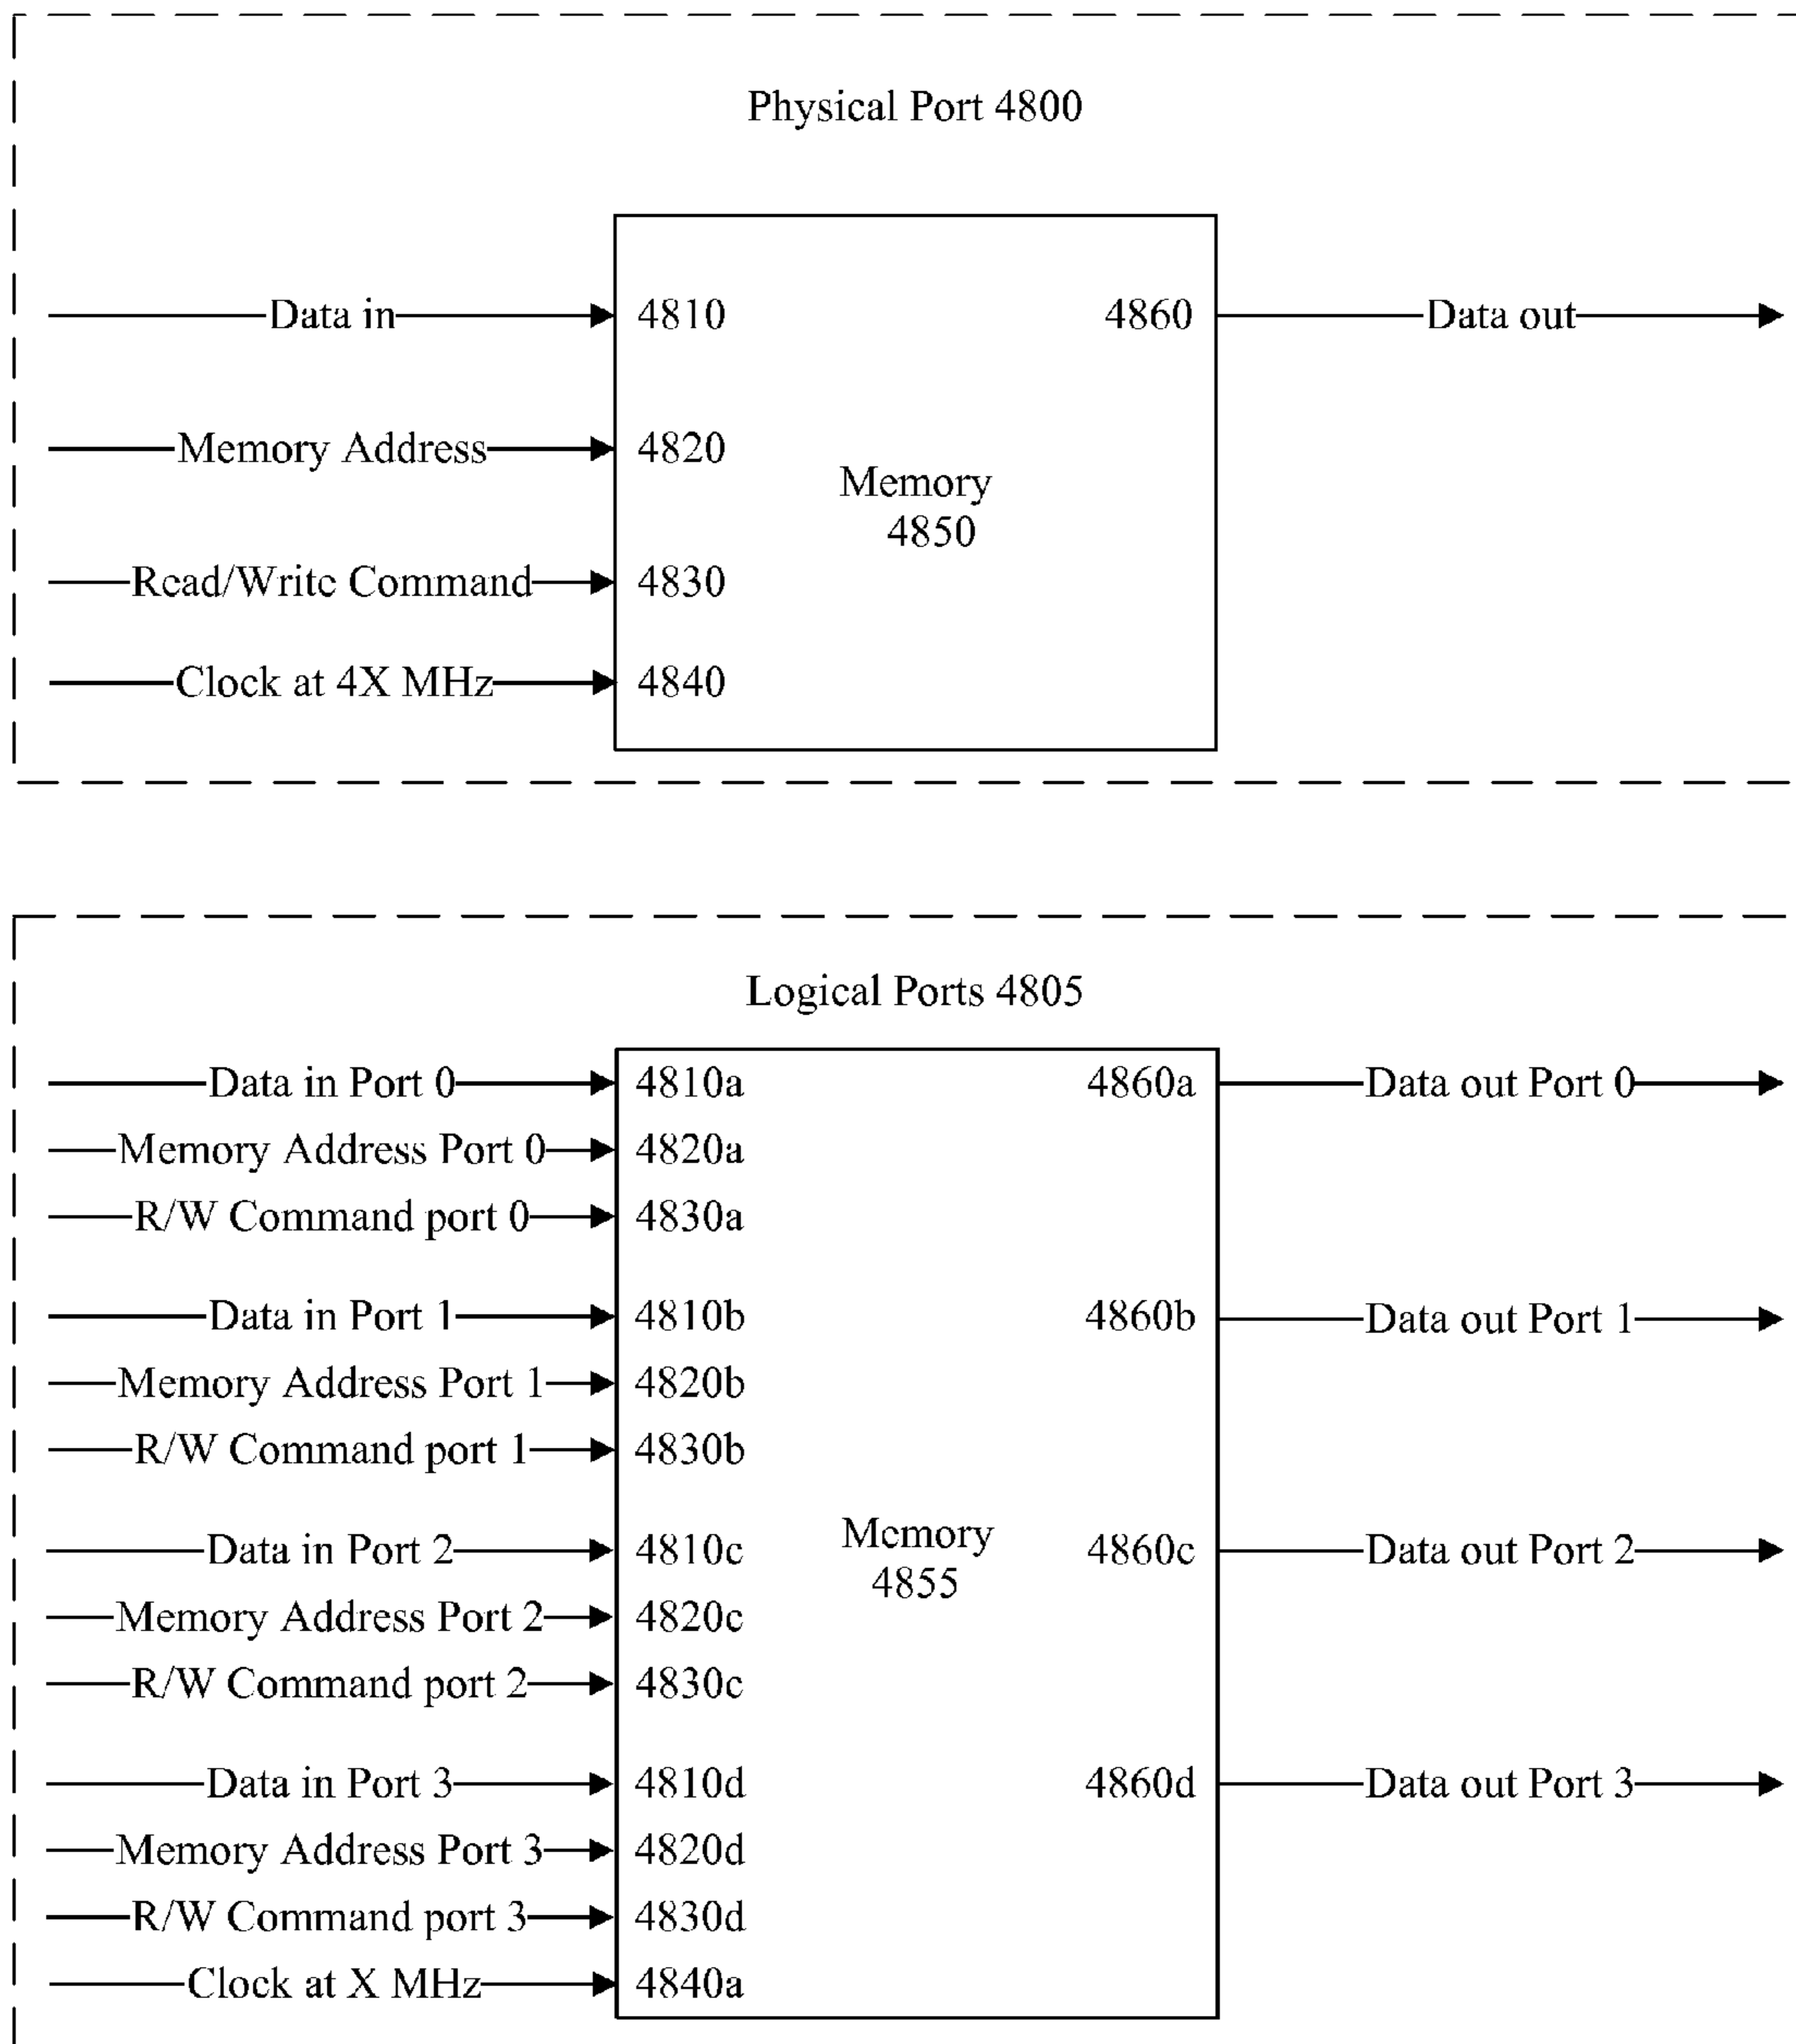 Physical Port 4800
Data in 4810 4860 Data out
Memory Address 4820
Memory
4850
Read/Write Command 4830
Clock at 4X MHz 4840
Logical Ports 4805
Data in Port 0 4810a 4860a Data out Port 0
Memory Address Port 0 4820a
R/W Command port 0 4830a
Data in Port 1 4810b 4860b Data out Port 1
Memory Address Port 1 4820b
R/W Command port 1 4830b
Data in Port 2 4810c Memory 4860c Data out Port 2
4855
Memory Address Port 2 4820c
R/W Command port 2 4830c
Data in Port 3 4810d 4860d Data out Port 3
Memory Address Port 3 4820d
R/W Command port 3 4830d
Clock at X MHz 4840a